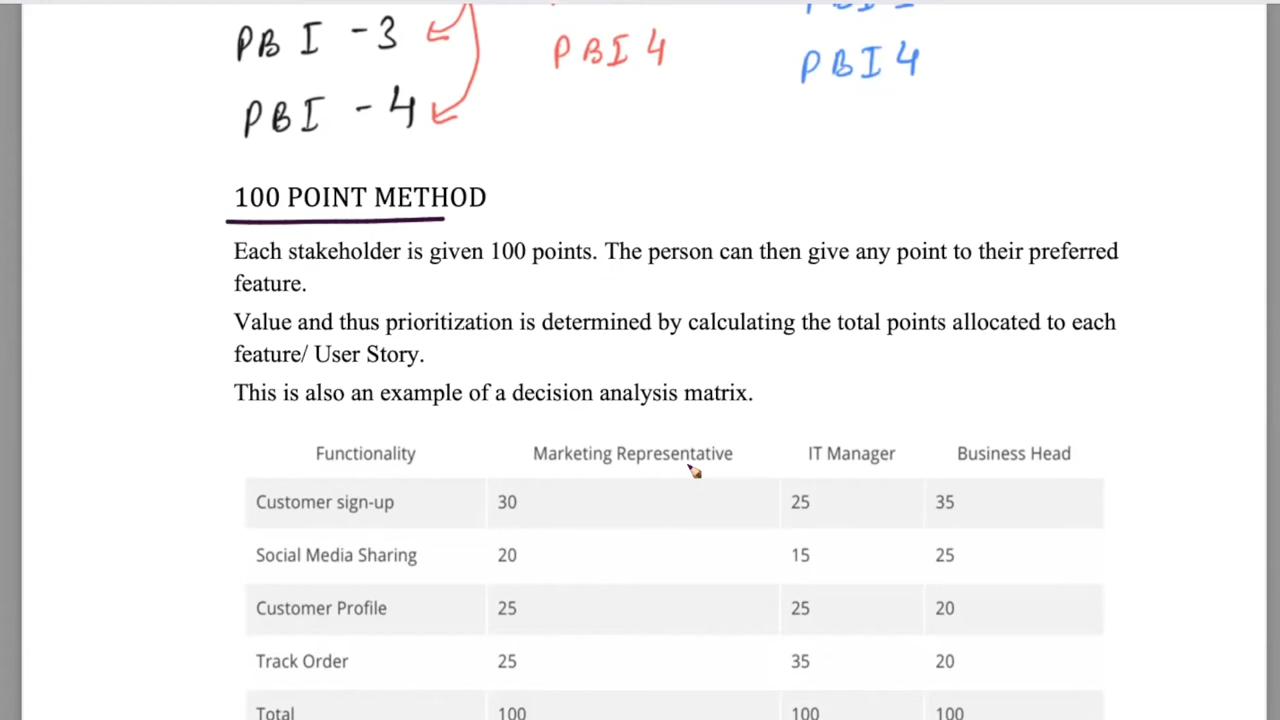 PBI - 3
PBI 4
PBI 4
PBI - 4
100 POINT METHOD
Each stakeholder is given 100 points. The person can then give any point to their preferred
feature.
Value and thus prioritization is determined by calculating the total points allocated to each
feature/ User Story.
This is also an example of a decision analysis matrix.
Functionality Marketing Representative IT Manager Business Head
Customer sign-up 30 25 35
Social Media Sharing 20 15 25
Customer Profile 25 25 20
Track Order 25 35 20
Total 100 100 100